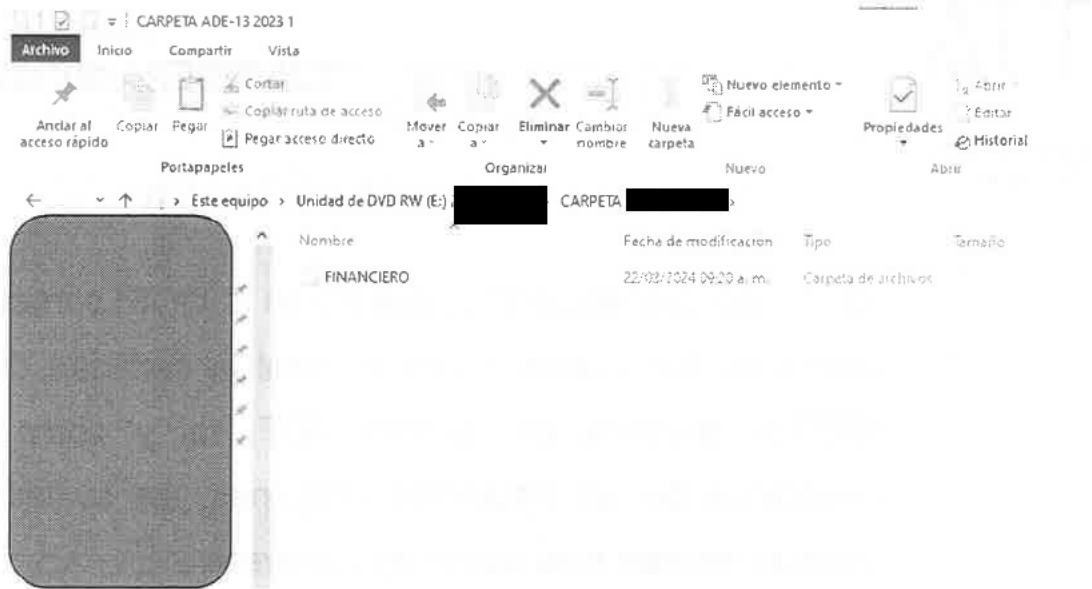 CARPETA ADE-13 2023 1
Archivo Inicio Compartir Vista
Anclar al acceso rápido
Copiar
Pegar
Cortar
Copiar ruta de acceso
Pegar acceso directo
Mover a
Copiar a
Eliminar
Cambiar nombre
Nueva carpeta
Nuevo elemento
Fácil acceso
Propiedades
Abrir
Editar
Historial
Portapapeles Organizar Nuevo Abrir
Este equipo > Unidad de DVD RW (E:) CARPETA
Nombre Fecha de modificación Tipo Tamaño
FINANCIERO 22/03/2024 09:20 a. m. Carpeta de archivos